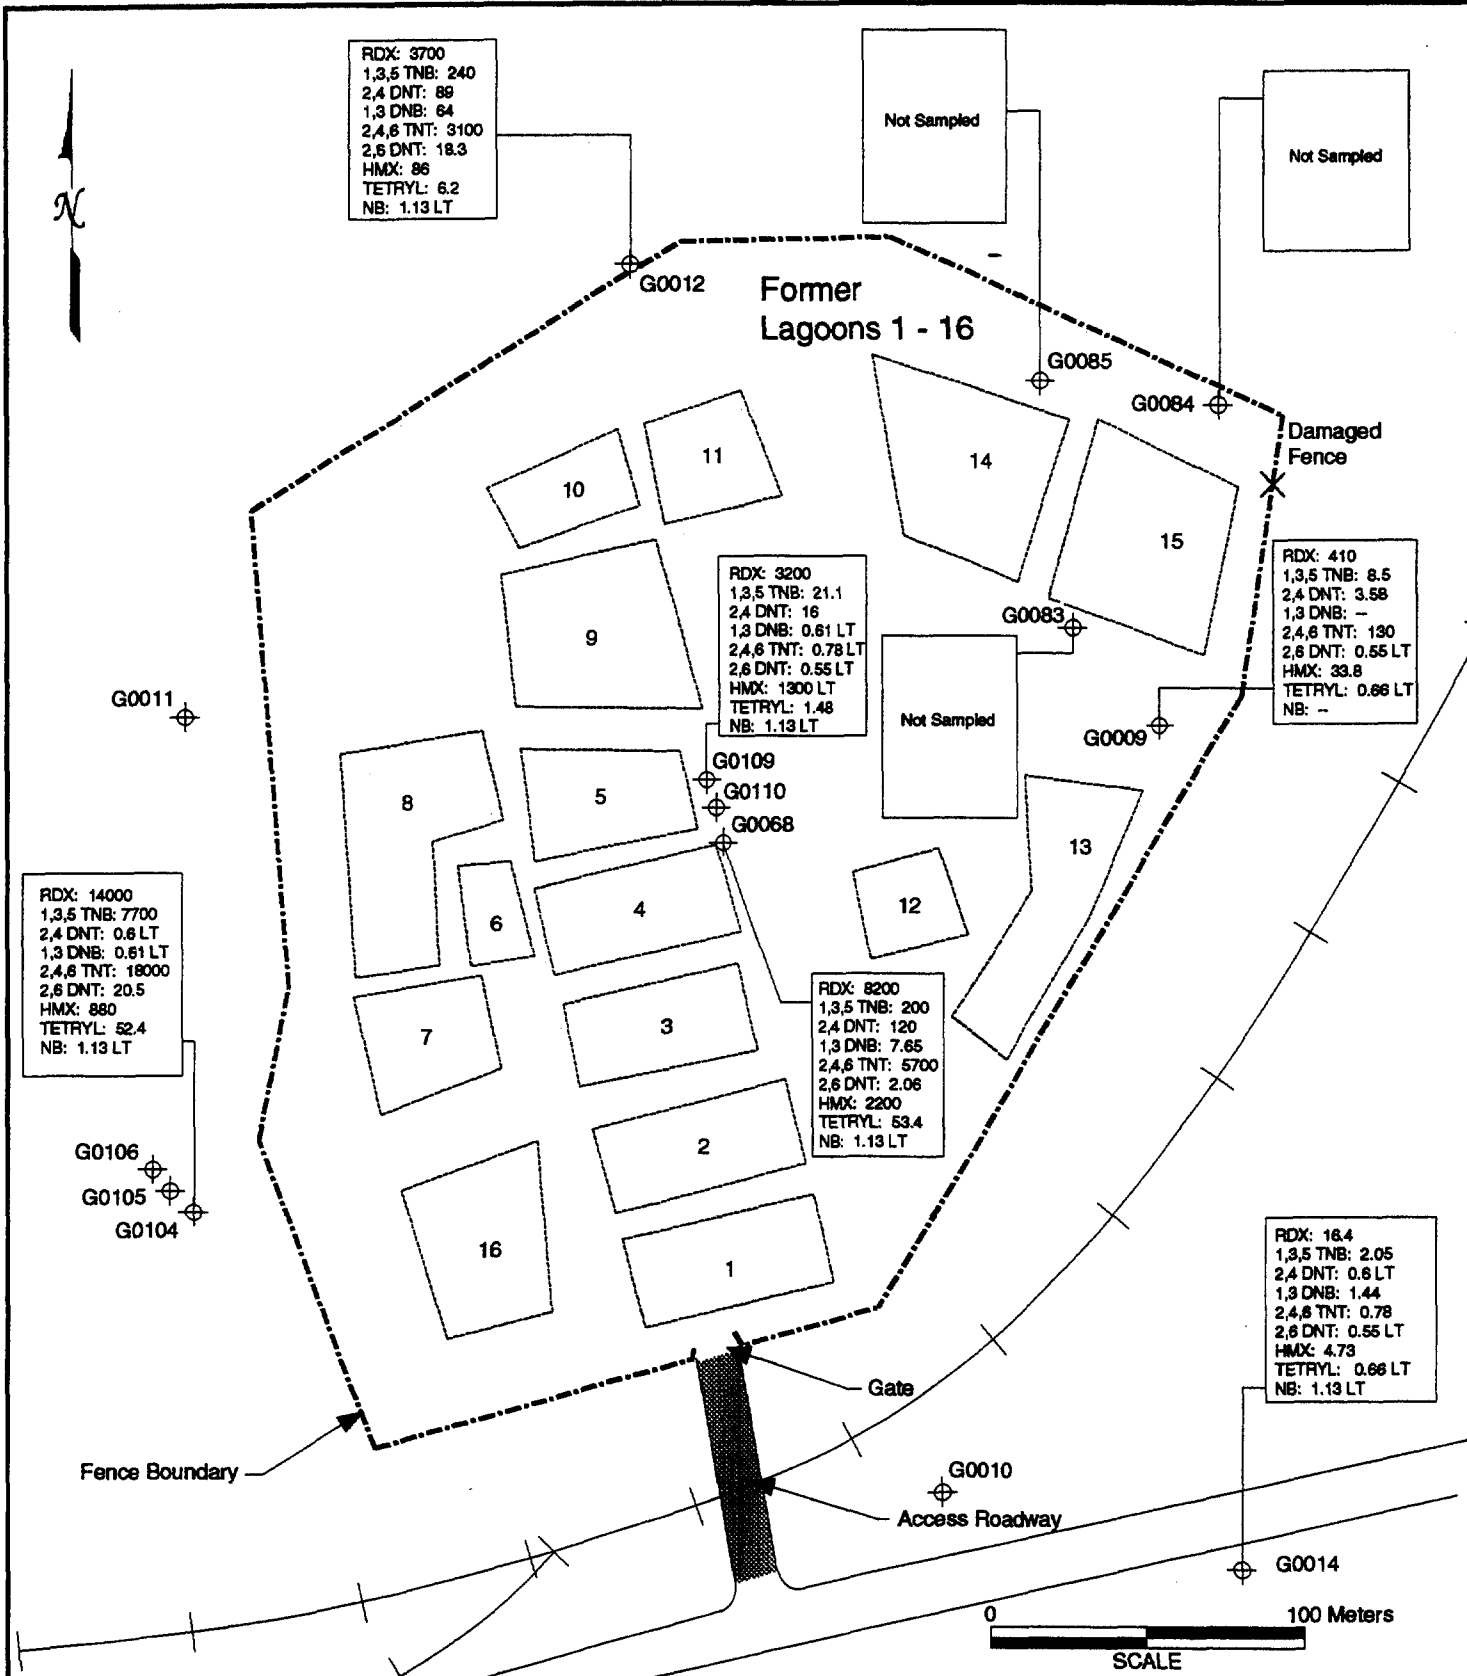 RDX: 3700
1,3,5 TNB: 240
2,4 DNT: 89
1,3 DNB: 64
2,4,6 TNT: 3100
2,6 DNT: 18.3
HMX: 86
TETRYL: 6.2
NB: 1.13 LT
Not Sampled
Not Sampled
N
G0012
Former
Lagoons 1 - 16
G0085
G0084
Damaged
Fence
11
14
10
15
RDX: 3200
1,3,5 TNB: 21.1
2,4 DNT: 16
1,3 DNB: 0.61 LT
2,4,6 TNT: 0.78 LT
2,6 DNT: 0.55 LT
HMX: 1300 LT
TETRYL: 1.48
NB: 1.13 LT
RDX: 410
1,3,5 TNB: 8.5
2,4 DNT: 3.58
1,3 DNB: --
2,4,6 TNT: 130
2,6 DNT: 0.55 LT
HMX: 33.8
TETRYL: 0.66 LT
NB: --
G0083
9
G0011
Not Sampled
G0009
G0109
G0110
G0068
8
5
13
RDX: 14000
1,3,5 TNB: 7700
2,4 DNT: 0.6 LT
1,3 DNB: 0.61 LT
2,4,6 TNT: 18000
2,6 DNT: 20.5
HMX: 880
TETRYL: 52.4
NB: 1.13 LT
6
4
12
RDX: 8200
1,3,5 TNB: 200
2,4 DNT: 120
1,3 DNB: 7.65
2,4,6 TNT: 5700
2,6 DNT: 2.06
HMX: 2200
TETRYL: 53.4
NB: 1.13 LT
7
3
G0106
G0105
G0104
2
16
1
RDX: 16.4
1,3,5 TNB: 2.05
2,4 DNT: 0.6 LT
1,3 DNB: 1.44
2,4,6 TNT: 0.78
2,6 DNT: 0.55 LT
HMX: 4.73
TETRYL: 0.66 LT
NB: 1.13 LT
Gate
Fence Boundary
G0010
Access Roadway
G0014
0 100 Meters
SCALE